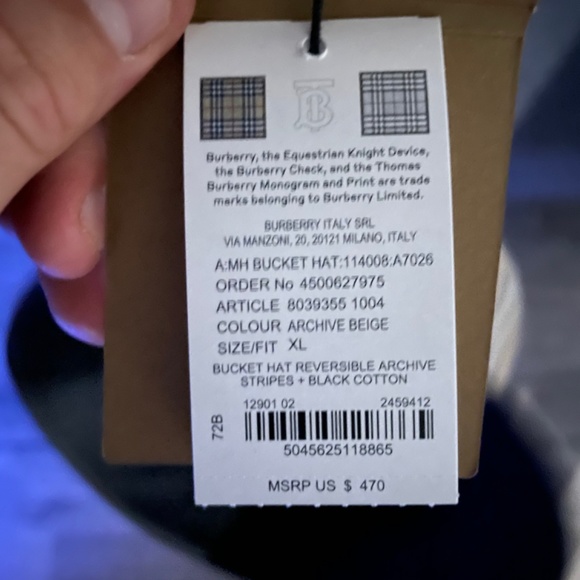 TB
Burberry, the Equestrian Knight Device,
the Burberry Check, and the Thomas
Burberry Monogram and Print are trade
marks belonging to Burberry Limited.
BURBERRY ITALY SRL
VIA MANZONI, 20, 20121 MILANO, ITALY
A:MH BUCKET HAT:114008:A7026
ORDER No 4500627975
ARTICLE 8039355 1004
COLOUR ARCHIVE BEIGE
SIZE/FIT XL
BUCKET HAT REVERSIBLE ARCHIVE
STRIPES + BLACK COTTON
12901 02 2459412
72B
5045625118865
MSRP US $ 470